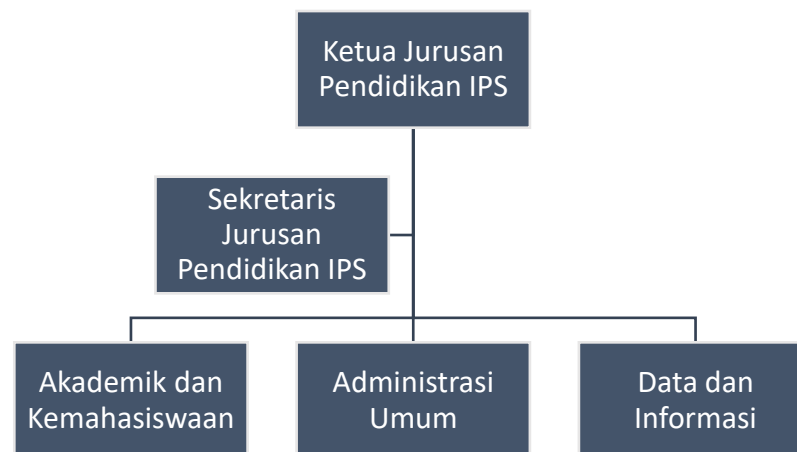 Ketua Jurusan
Pendidikan IPS
Sekretaris
Jurusan
Pendidikan IPS
Akademik dan
Kemahasiswaan
Administrasi
Umum
Data dan
Informasi